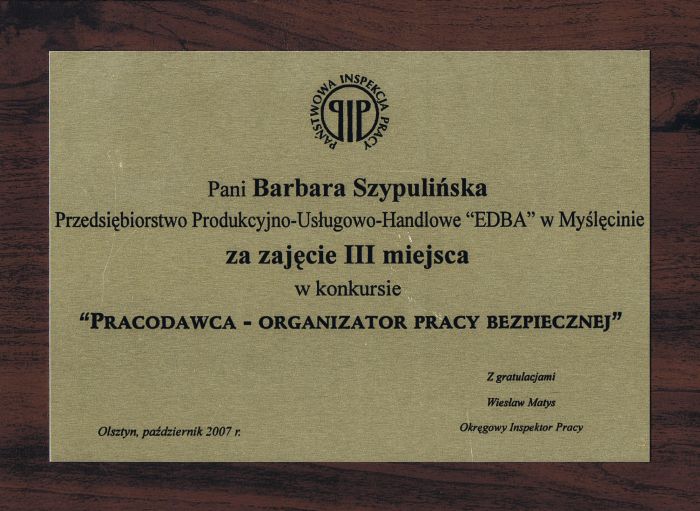 PAŃSTWOWA INSPEKCJA PRACY
PIP
Pani Barbara Szypulińska
Przedsiębiorstwo Produkcyjno-Usługowo-Handlowe “EDBA” w Myślęcinie
za zajęcie III miejsca
w konkursie
“PRACODAWCA - ORGANIZATOR PRACY BEZPIECZNEJ”
Z gratulacjami
Wiesław Matys
Okręgowy Inspektor Pracy
Olsztyn, październik 2007 r.